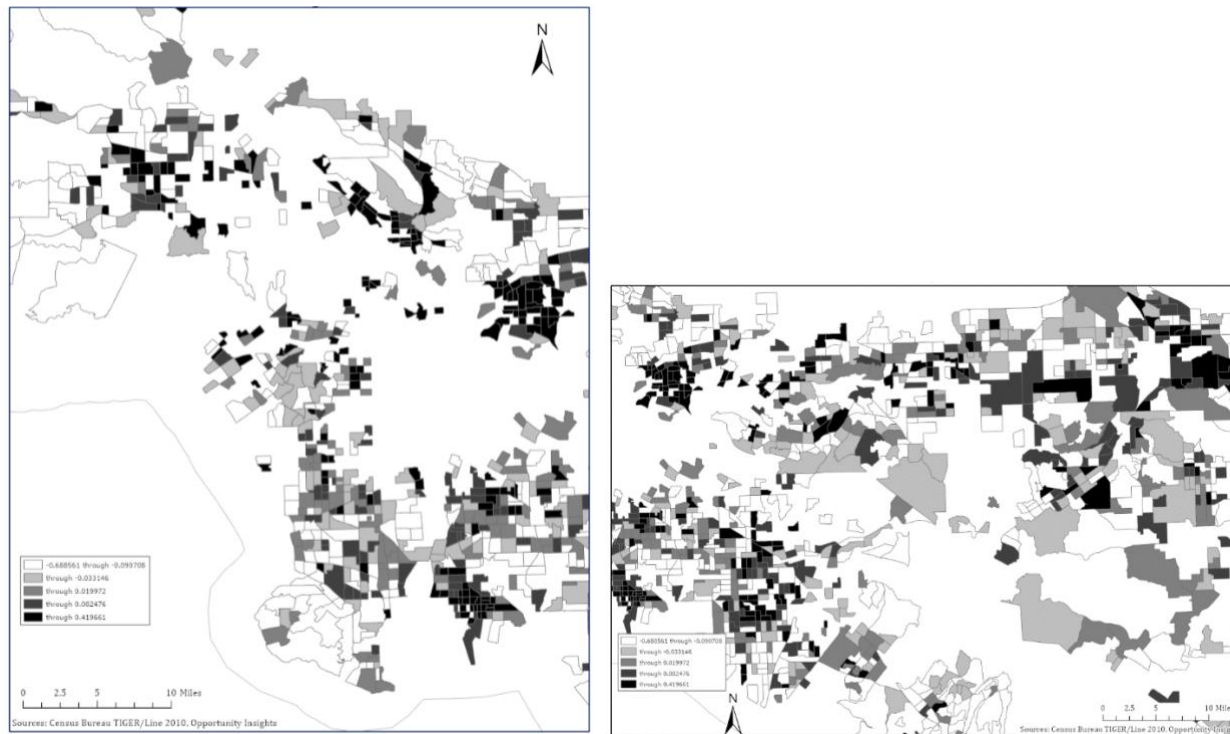 N
-0.688561 through -0.090708
through -0.033146
through 0.019972
through 0.002476
through 0.419661
0 2.5 5 10 Miles
Sources: Census Bureau TIGER/Line 2010, Opportunity Insights
-0.688561 through -0.090708
through -0.033146
through 0.019972
through 0.002476
through 0.419661
N
0 2.5 5 10 Miles
Sources: Census Bureau TIGER/Line 2010, Opportunity Insig